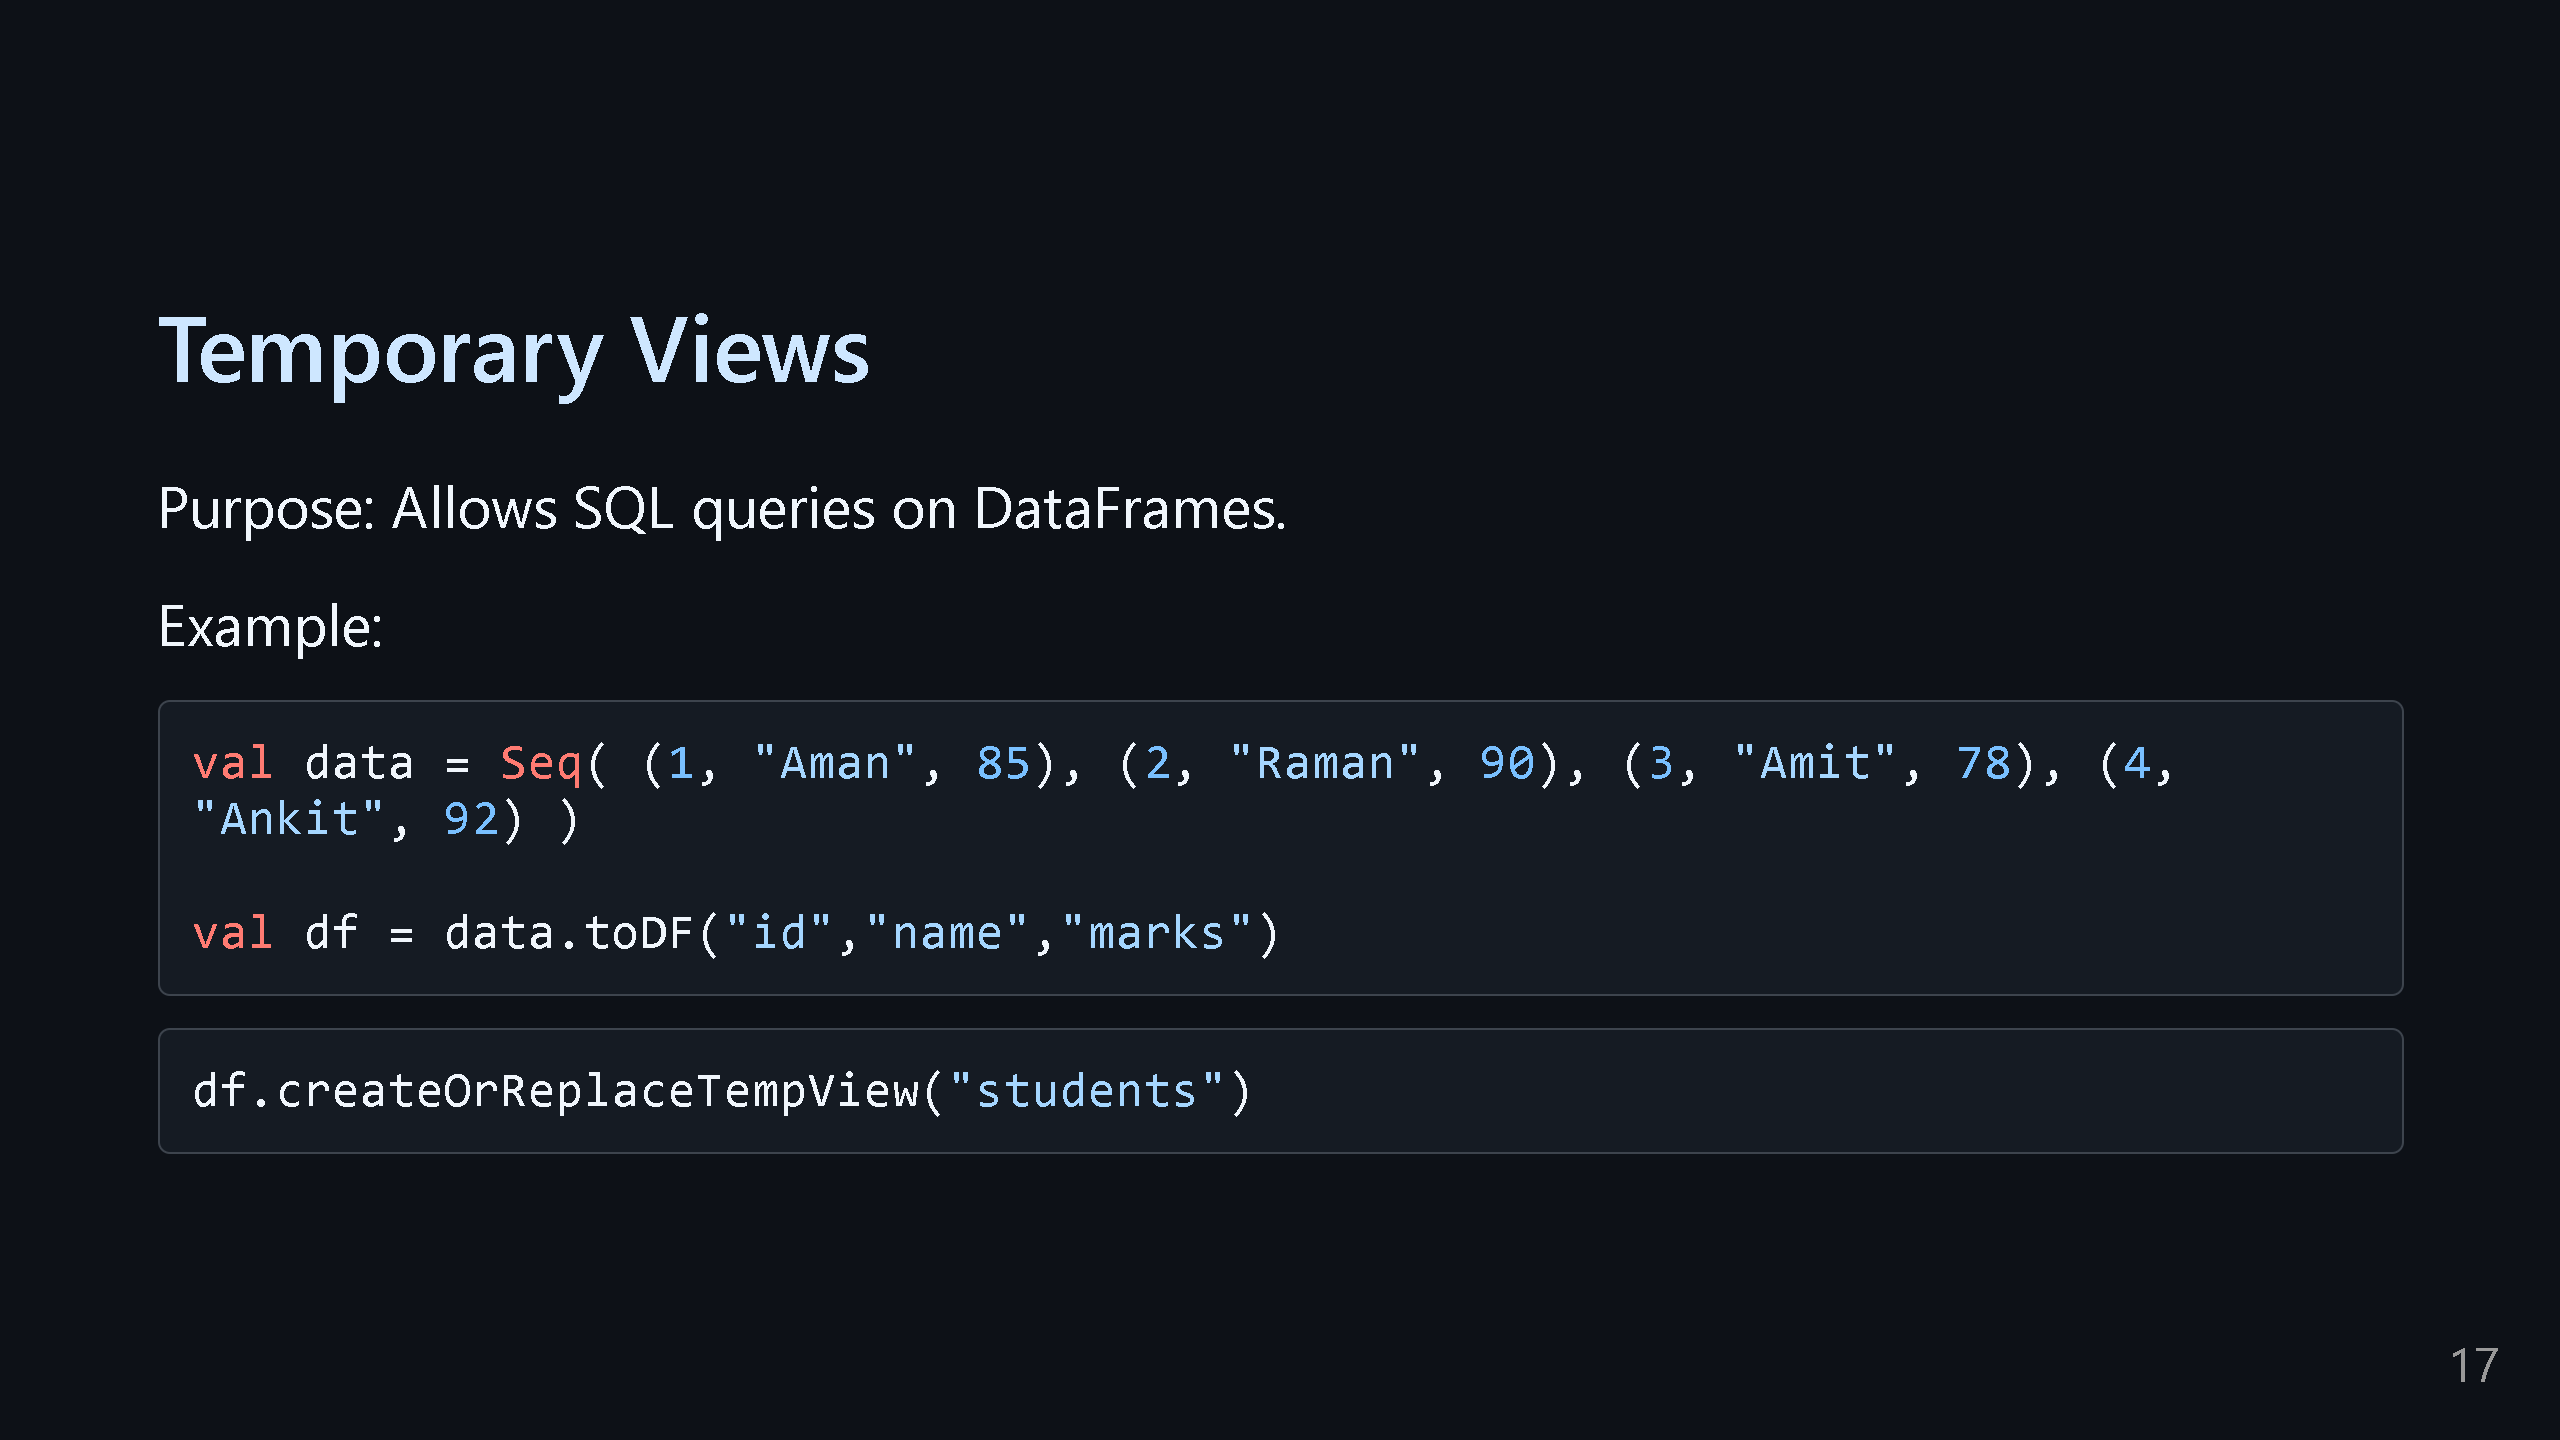 Temporary Views
Purpose: Allows SQL queries on DataFrames.
Example:
val data = Seq( (1, "Aman", 85), (2, "Raman", 90), (3, "Amit", 78), (4,
"Ankit", 92) )
val df = data.toDF("id","name","marks")
df.createOrReplaceTempView("students")
17